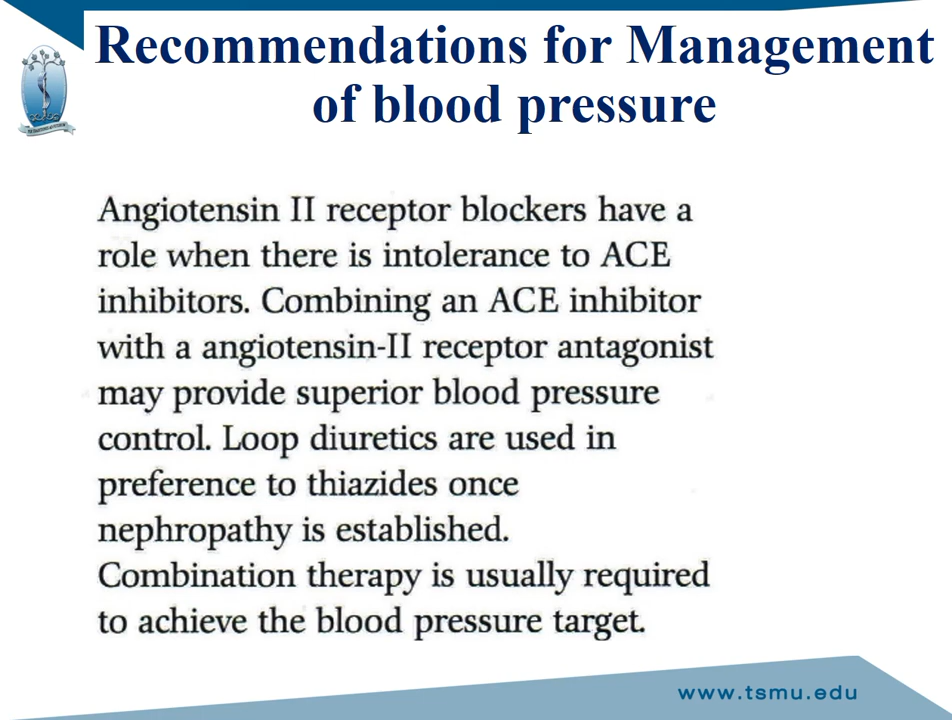 Recommendations for Management
of blood pressure
Angiotensin II receptor blockers have a
role when there is intolerance to ACE
inhibitors. Combining an ACE inhibitor
with a angiotensin-II receptor antagonist
may provide superior blood pressure
control. Loop diuretics are used in
preference to thiazides once
nephropathy is established.
Combination therapy is usually required
to achieve the blood pressure target.
www.tsmu.edu